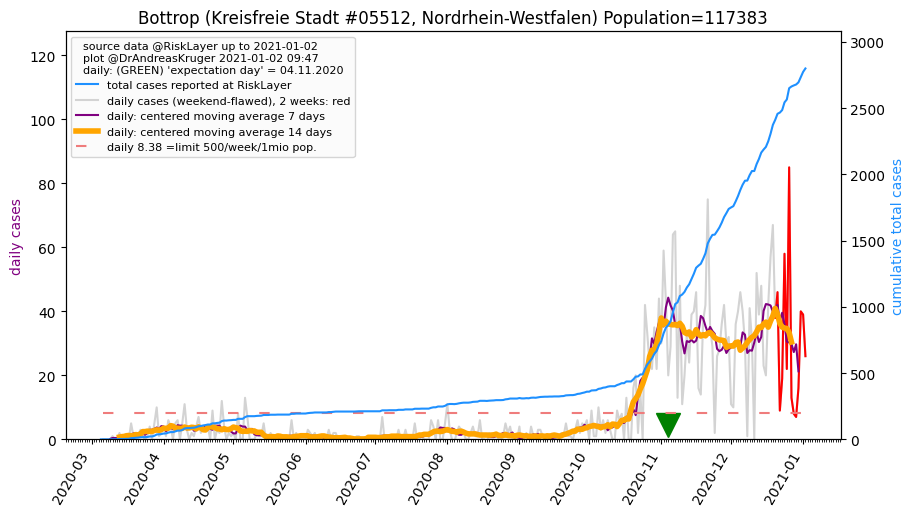 Bottrop (Kreisfreie Stadt #05512, Nordrhein-Westfalen) Population=117383
source data @RiskLayer up to 2021-01-02
plot @DrAndreasKruger 2021-01-02 09:47
daily: (GREEN) 'expectation day' = 04.11.2020
total cases reported at RiskLayer
daily cases (weekend-flawed), 2 weeks: red
daily: centered moving average 7 days
daily: centered moving average 14 days
daily 8.38 =limit 500/week/1mio pop.
daily cases
120
100
80
60
40
20
0
3000
2500
2000
1500
1000
500
0
cumulative total cases
2020-03
2020-04
2020-05
2020-06
2020-07
2020-08
2020-09
2020-10
2020-11
2020-12
2021-01